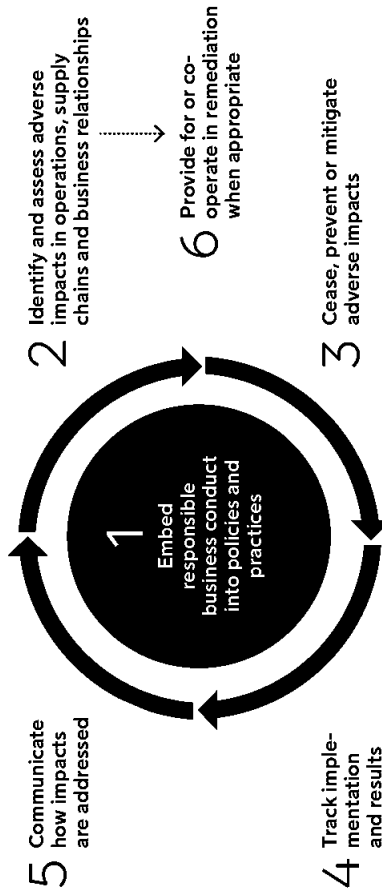 1
Embed
responsible
business conduct
into policies and
practices
2
Identify and assess adverse
impacts in operations, supply
chains and business relationships
6
Provide for or co-
operate in remediation
when appropriate
3
Cease, prevent or mitigate
adverse impacts
4
Track imple-
mentation
and results
5
Communicate
how impacts
are addressed